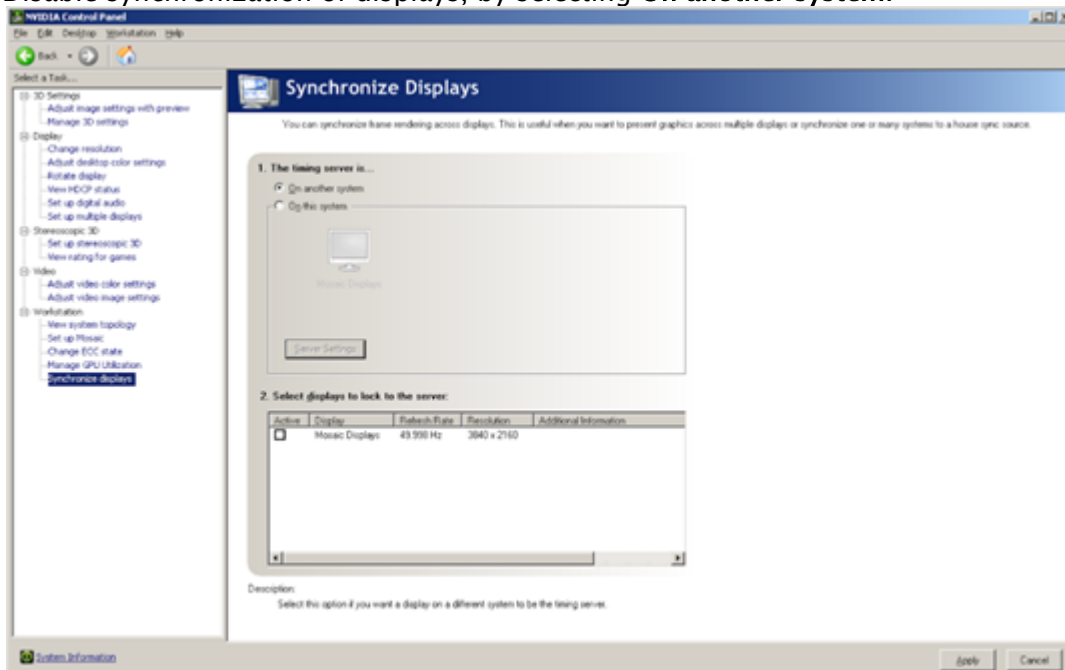 Disable synchronization of displays, by selecting On another system.
NVIDIA Control Panel
File Edit Desktop Workstation Help
Back
Select a Task...
3D Settings
Adjust image settings with preview
Manage 3D settings
Display
Change resolution
Adjust desktop color settings
Rotate display
View HDCP status
Set up digital audio
Set up multiple displays
Stereoscopic 3D
Set up stereoscopic 3D
View rating for games
Video
Adjust video color settings
Adjust video image settings
Workstation
View system topology
Set up Mosaic
Change ECC state
Manage GPU Utilization
Synchronize displays
System Information
Synchronize Displays
You can synchronize frame rendering across displays. This is useful when you want to present graphics across multiple displays or synchronize one or many systems to a house sync source.
1. The timing server is...
On another system
On this system
Mosaic Displays
Server Settings
2. Select displays to lock to the server:
Active Display Refresh Rate Resolution Additional Information
Mosaic Displays 49.990 Hz 3840 x 2160
Description:
Select this option if you want a display on a different system to be the timing server.
Apply Cancel